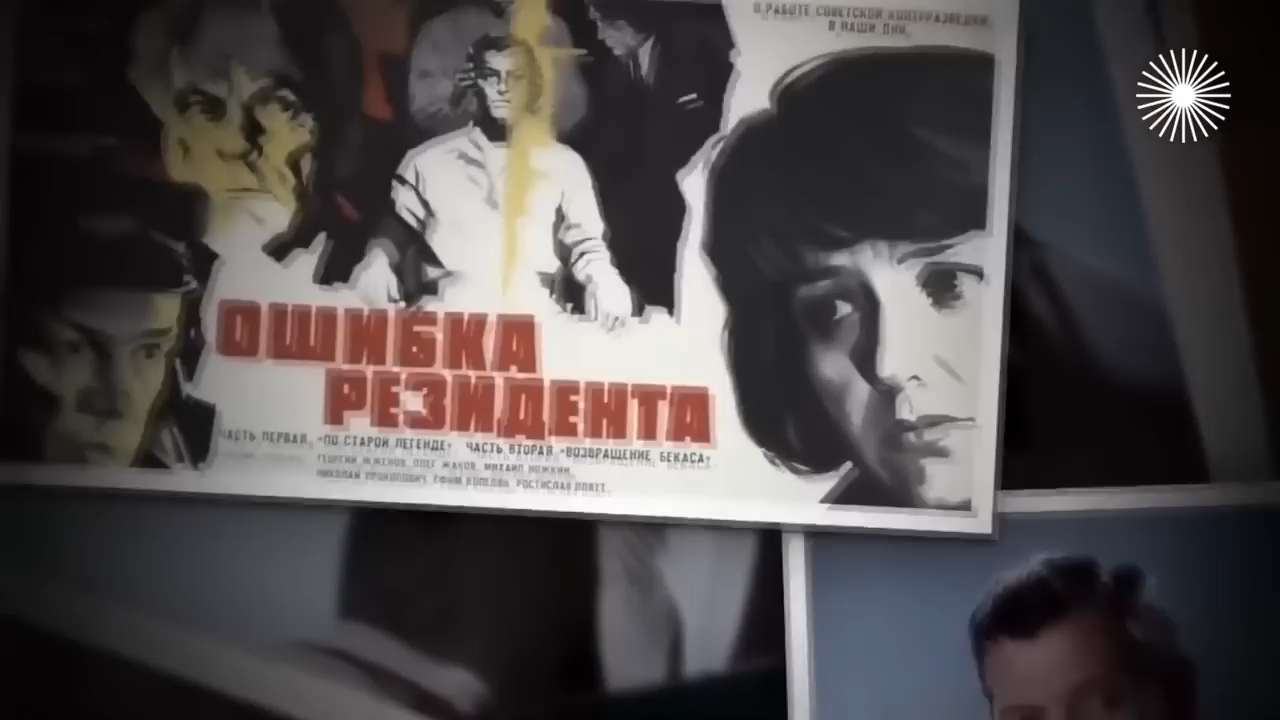 О РАБОТЕ СОВЕТСКОЙ КОНТРРАЗВЕДКИ
В НАШИ ДНИ
ОШИБКА
РЕЗИДЕНТА
ЧАСТЬ ПЕРВАЯ «ПО СТАРОЙ ЛЕГЕНДЕ» ЧАСТЬ ВТОРАЯ «ВОЗВРАЩЕНИЕ БЕКАСА»
ГЕОРГИЙ ЖЖЕНОВ, ОЛЕГ ЖАКОВ, МИХАИЛ НОЖКИН,
НИКОЛАЙ ПРОКОПОВИЧ, ЕФИМ КОПЕЛЯН, РОСТИСЛАВ ПЛЯТТ